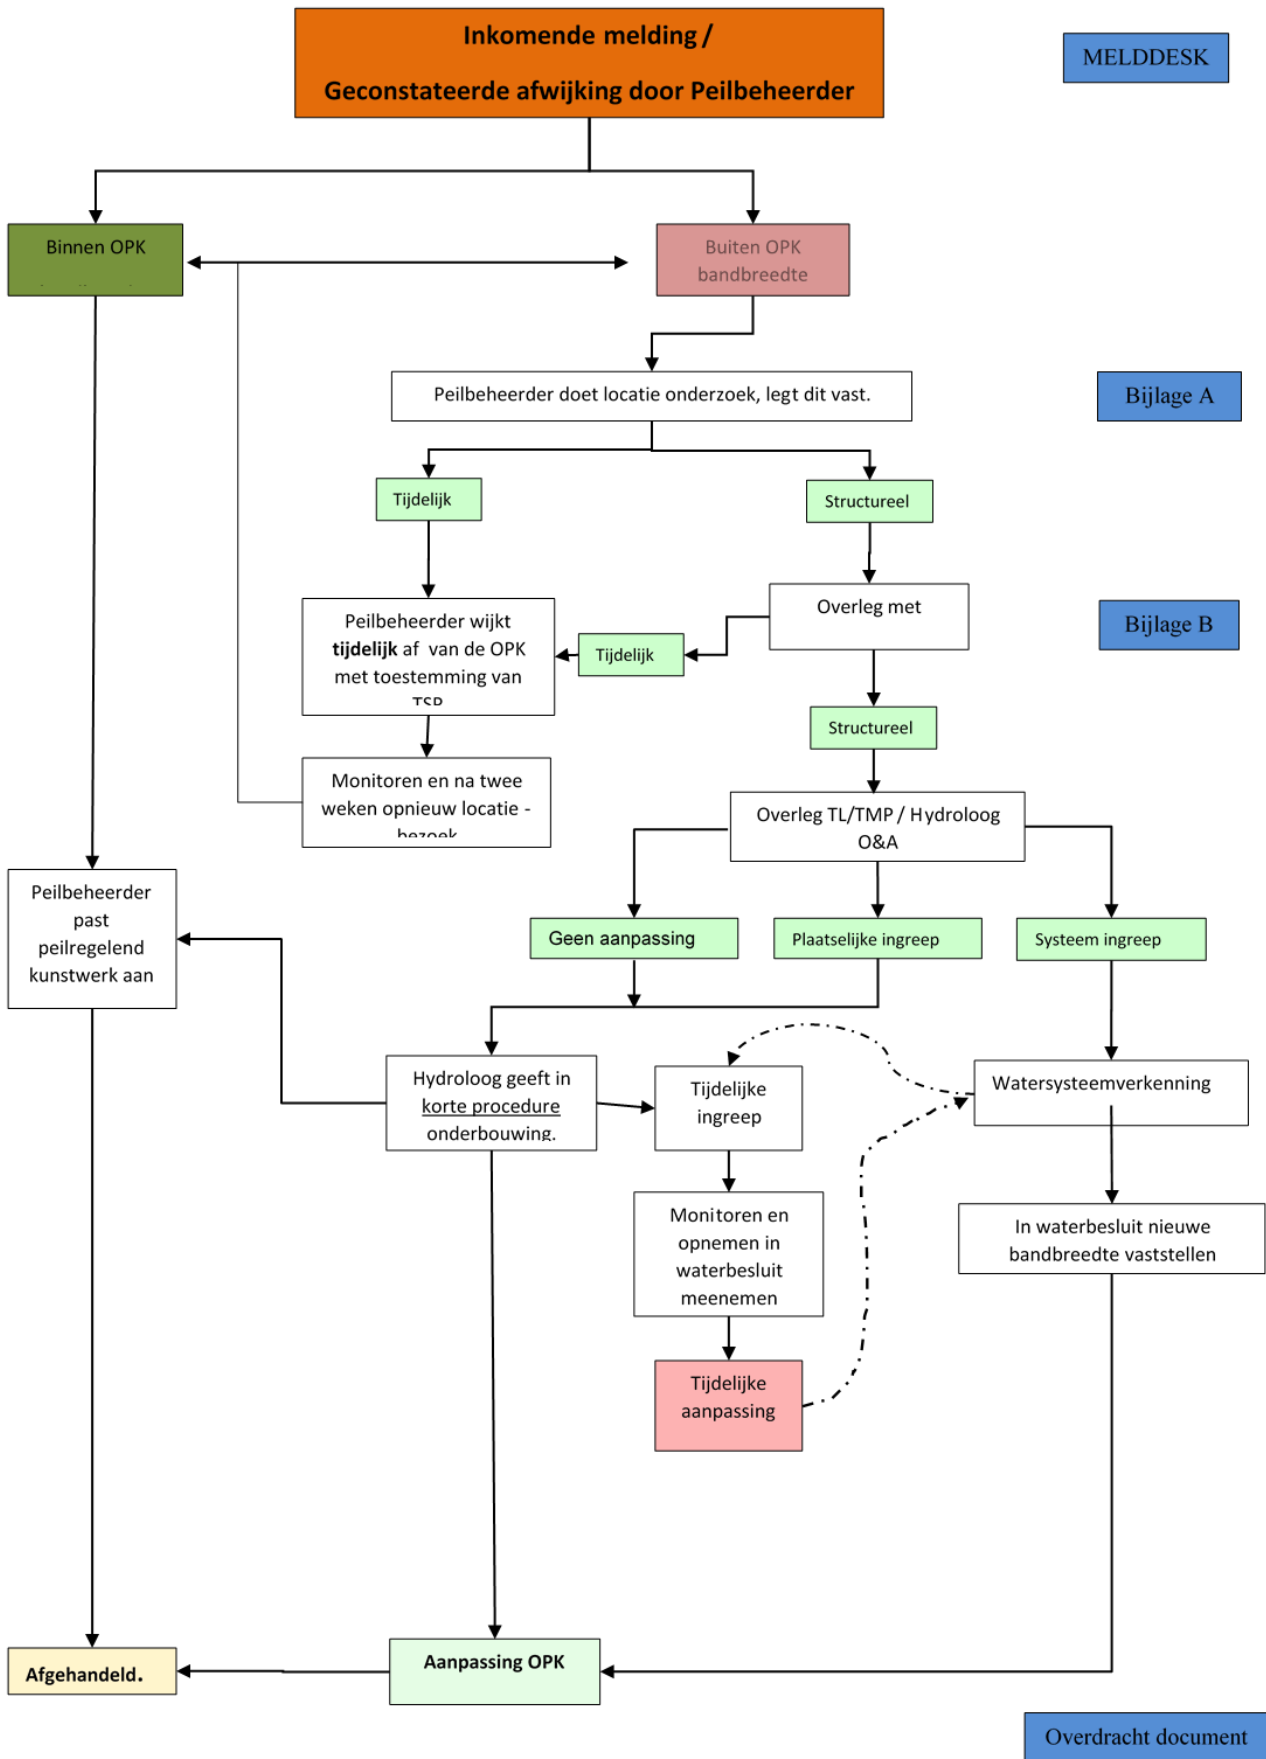 Inkomende melding /
Geconstateerde afwijking door Peilbeheerder
MELDDESK
Binnen OPK
Buiten OPK
bandbreedte
Peilbeheerder doet locatie onderzoek, legt dit vast.
Bijlage A
Tijdelijk
Structureel
Peilbeheerder wijkt
tijdelijk af van de OPK
met toestemming van
TSP
Tijdelijk
Overleg met
Bijlage B
Structureel
Monitoren en na twee
weken opnieuw locatie -
bezoek
Overleg TL/TMP / Hydroloog
O&A
Peilbeheerder
past
peilregelend
kunstwerk aan
Geen aanpassing
Plaatselijke ingreep
Systeem ingreep
Hydroloog geeft in
korte procedure
onderbouwing.
Tijdelijke
ingreep
Watersysteemverkenning
Monitoren en
opnemen in
waterbesluit
meenemen
In waterbesluit nieuwe
bandbreedte vaststellen
Tijdelijke
aanpassing
Afgehandeld.
Aanpassing OPK
Overdracht document